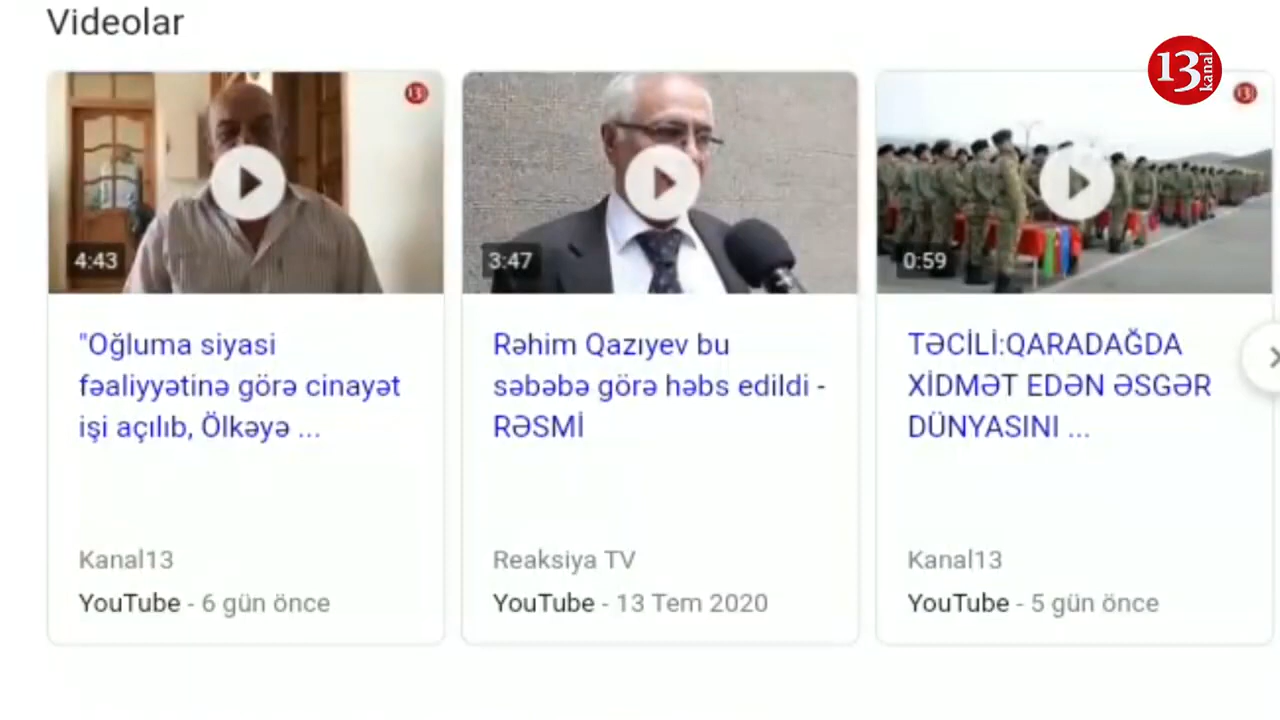 Videolar
13 kanal
13
4:43
"Oğluma siyasi
fəaliyyətinə görə cinayət
işi açılıb, Ölkəyə ...
Kanal13
YouTube - 6 gün önce
3:47
Rəhim Qazıyev bu
səbəbə görə həbs edildi -
RƏSMİ
Reaksiya TV
YouTube - 13 Tem 2020
13
0:59
TƏCİLİ:QARADAĞDA
XİDMƏT EDƏN ƏSGƏR
DÜNYASINI ...
Kanal13
YouTube - 5 gün önce